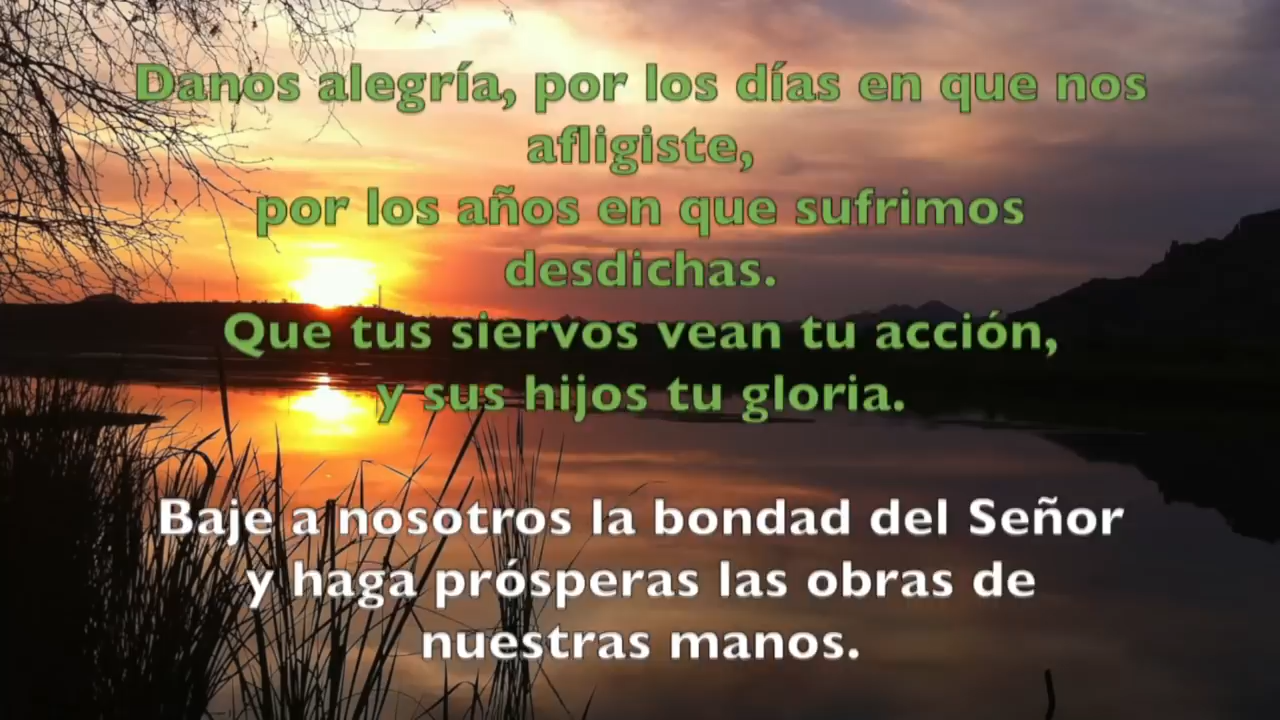 Danos alegría, por los días en que nos
afligiste,
por los años en que sufrimos
desdichas.
Que tus siervos vean tu acción,
y sus hijos tu gloria.
Baje a nosotros la bondad del Señor
y haga prósperas las obras de
nuestras manos.